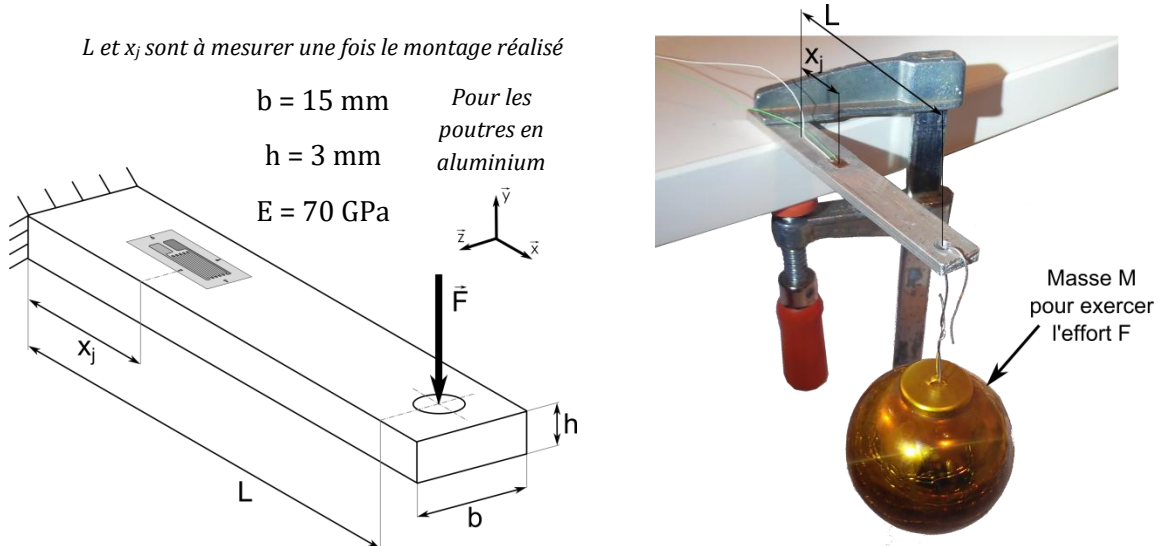 L et xj sont à mesurer une fois le montage réalisé
b = 15 mm
h = 3 mm
E = 70 GPa
Pour les
poutres en
aluminium
y
z
x
F
xj
L
b
h
L
xj
Masse M
pour exercer
l'effort F